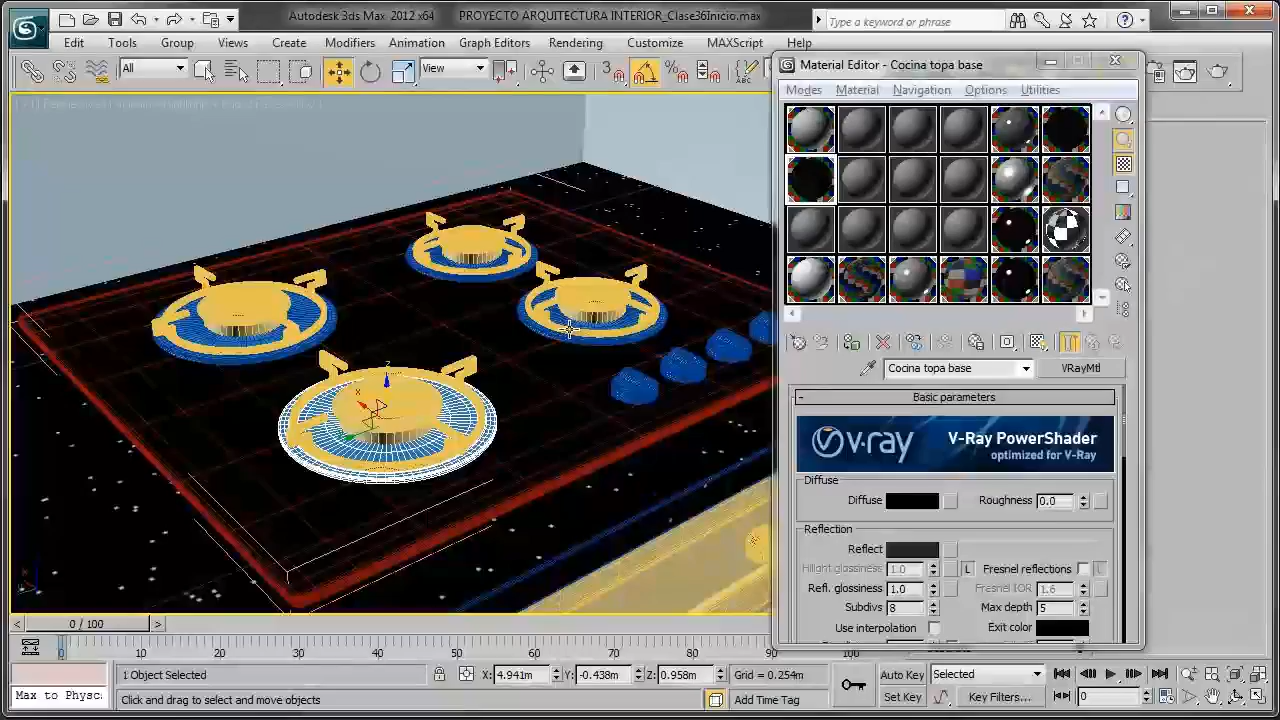 Autodesk 3ds Max 2012 x64 PROYECTO ARQUITECTURA INTERIOR_Clase36Inicio.max
Type a keyword or phrase
Edit Tools Group Views Create Modifiers Animation Graph Editors Rendering Customize MAXScript Help
All
View
3
ABC
Material Editor - Cocina topa base
Modes Material Navigation Options Utilities
Cocina topa base
VRayMtl
Basic parameters
v·ray V-Ray PowerShader
optimized for V-Ray
Diffuse
Diffuse Roughness 0.0
Reflection
Reflect
Hilight glossiness 1.0 L Fresnel reflections L
Refl. glossiness 1.0 Fresnel IOR 1.6
Subdivs 8 Max depth 5
Use interpolation Exit color
z
x
< 0 / 100 >
0 10 20 30 40 50 60 70 80 90 100
1 Object Selected X: 4.941m Y: -0.438m Z: 0.958m Grid = 0.254m Auto Key Selected
Max to Physc Click and drag to select and move objects Add Time Tag Set Key Key Filters... 0